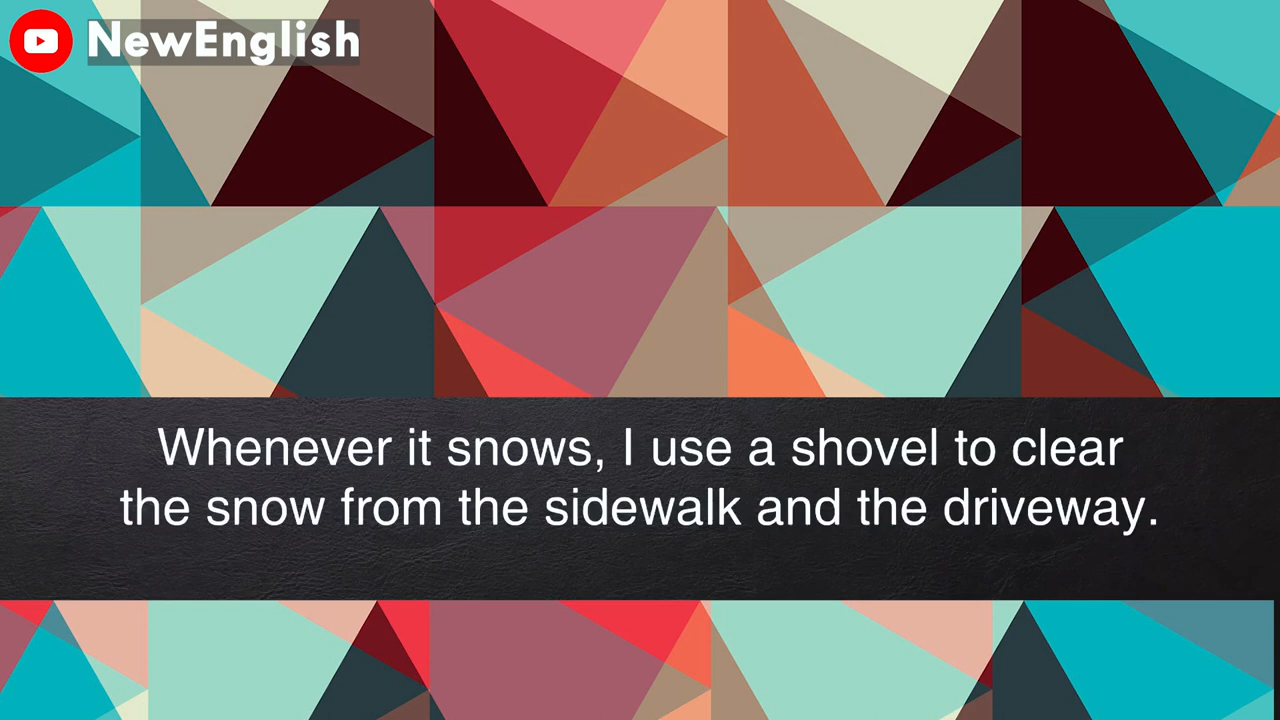 NewEnglish
Whenever it snows, I use a shovel to clear
the snow from the sidewalk and the driveway.